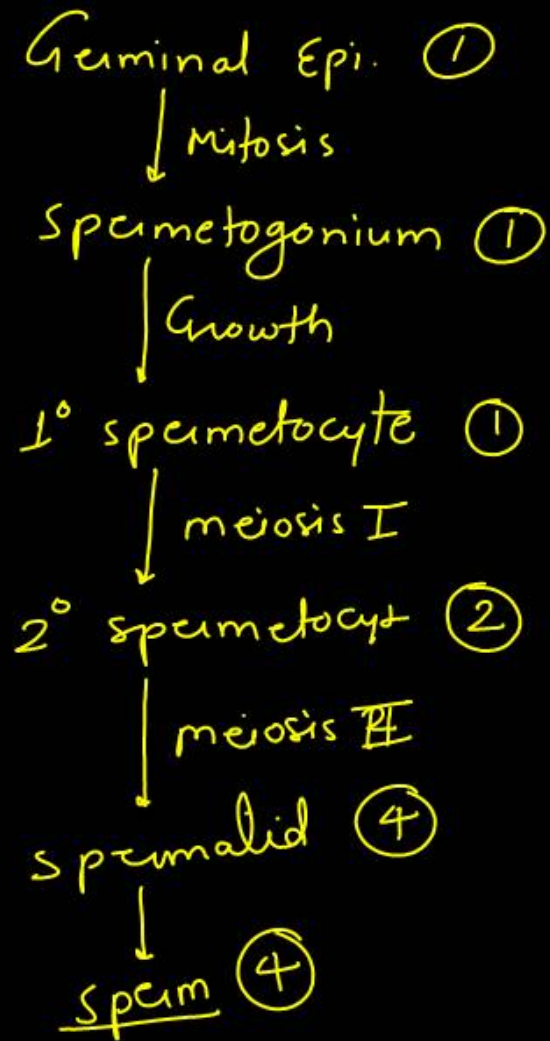 Germinal Epi. 1
Mitosis
Spermetogonium 1
Growth
1° spermetocyte 1
meiosis I
2° spermetocyt 2
meiosis II
spermatid 4
sperm 4